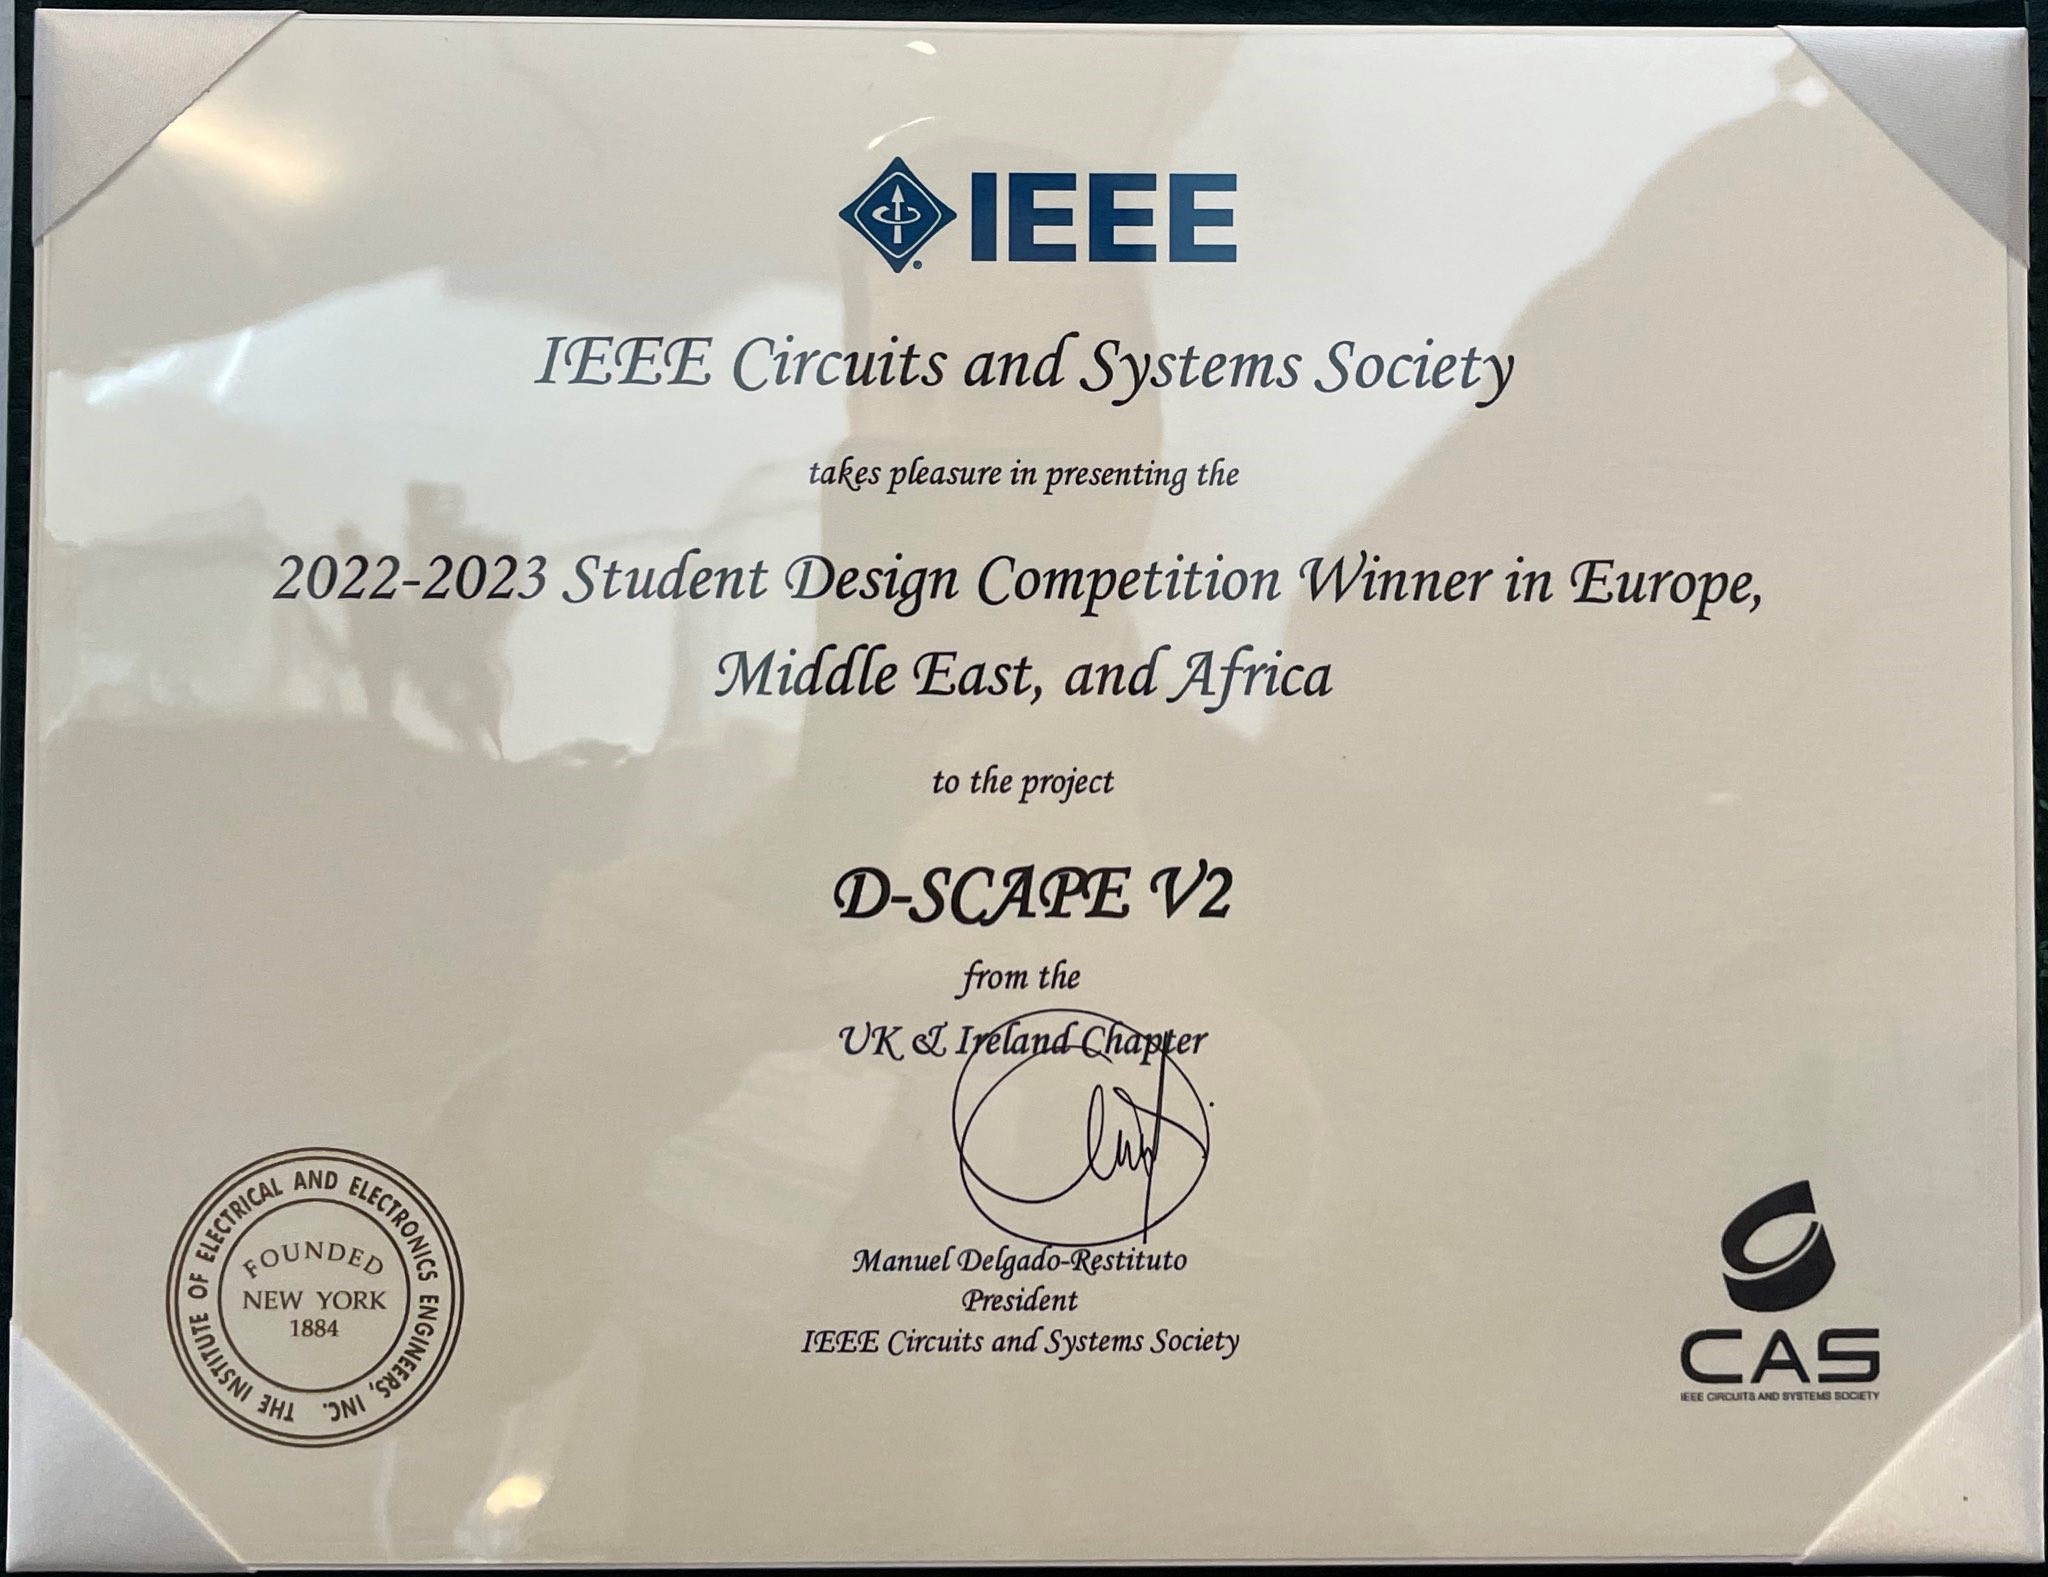 IEEE
IEEE Circuits and Systems Society
takes pleasure in presenting the
2022-2023 Student Design Competition Winner in Europe,
Middle East, and Africa
to the project
D-SCAPE V2
from the
UK & Ireland Chapter
Manuel Delgado-Restituto
President
IEEE Circuits and Systems Society
THE INSTITUTE OF ELECTRICAL AND ELECTRONICS ENGINEERS, INC.
FOUNDED
NEW YORK
1884
CAS
IEEE CIRCUITS AND SYSTEMS SOCIETY